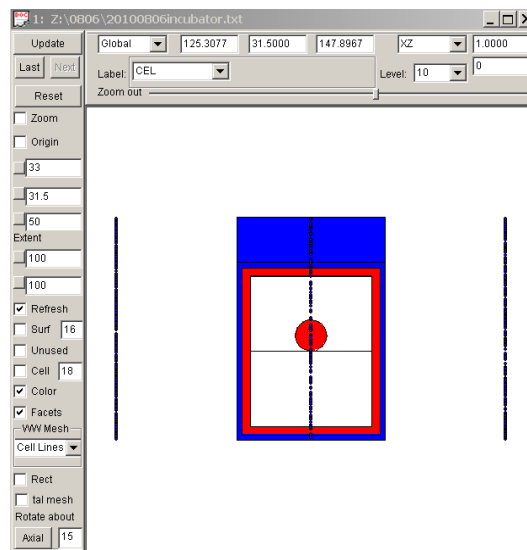 1: Z:\0806\20100806incubator.txt
Update Global 125.3077 31.5000 147.8967 XZ 1.0000
Last Next Label: CEL Level: 10 0
Reset Zoom out
Zoom
Origin
33
31.5
50
Extent
100
100
Refresh
Surf 16
Unused
Cell 18
Color
Facets
WW Mesh
Cell Lines
Rect
tal mesh
Rotate about
Axial 15